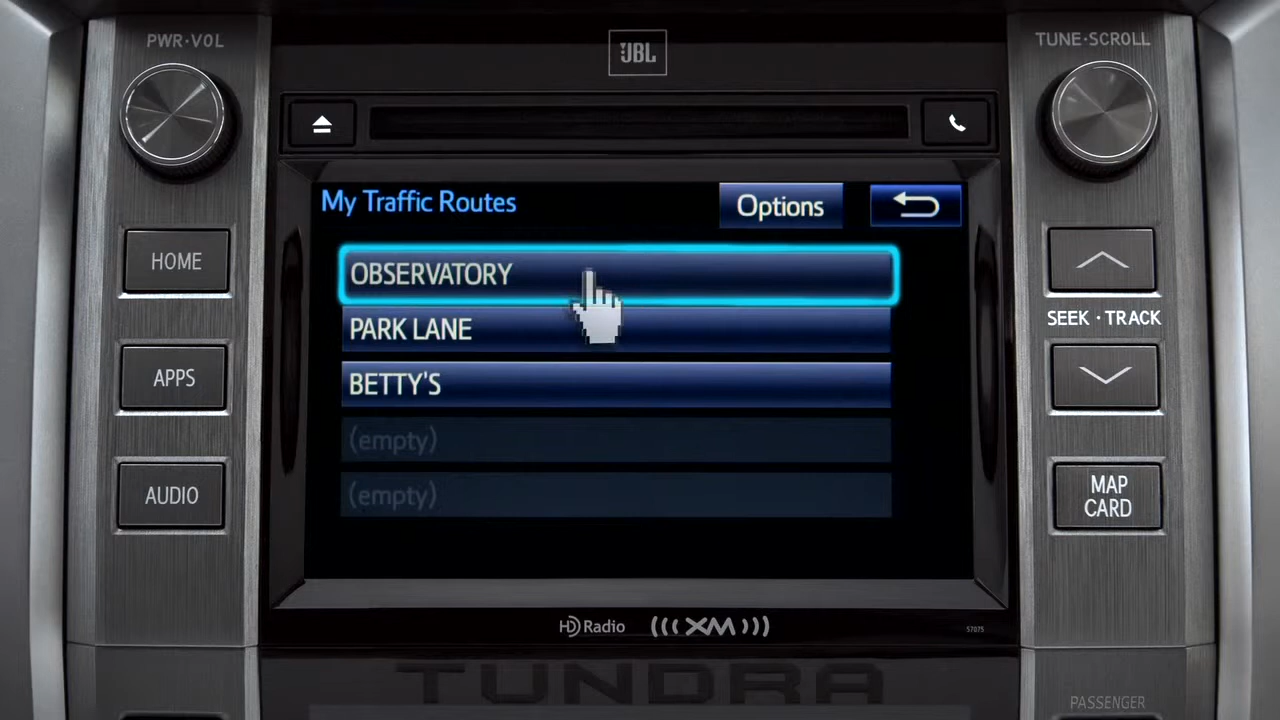 PWR·VOL
JBL
TUNE·SCROLL
My Traffic Routes
Options
OBSERVATORY
HOME
PARK LANE
SEEK · TRACK
BETTY'S
APPS
(empty)
(empty)
AUDIO
MAP
CARD
HD Radio
((( XM )))
57075
TUNDRA
PASSENGER